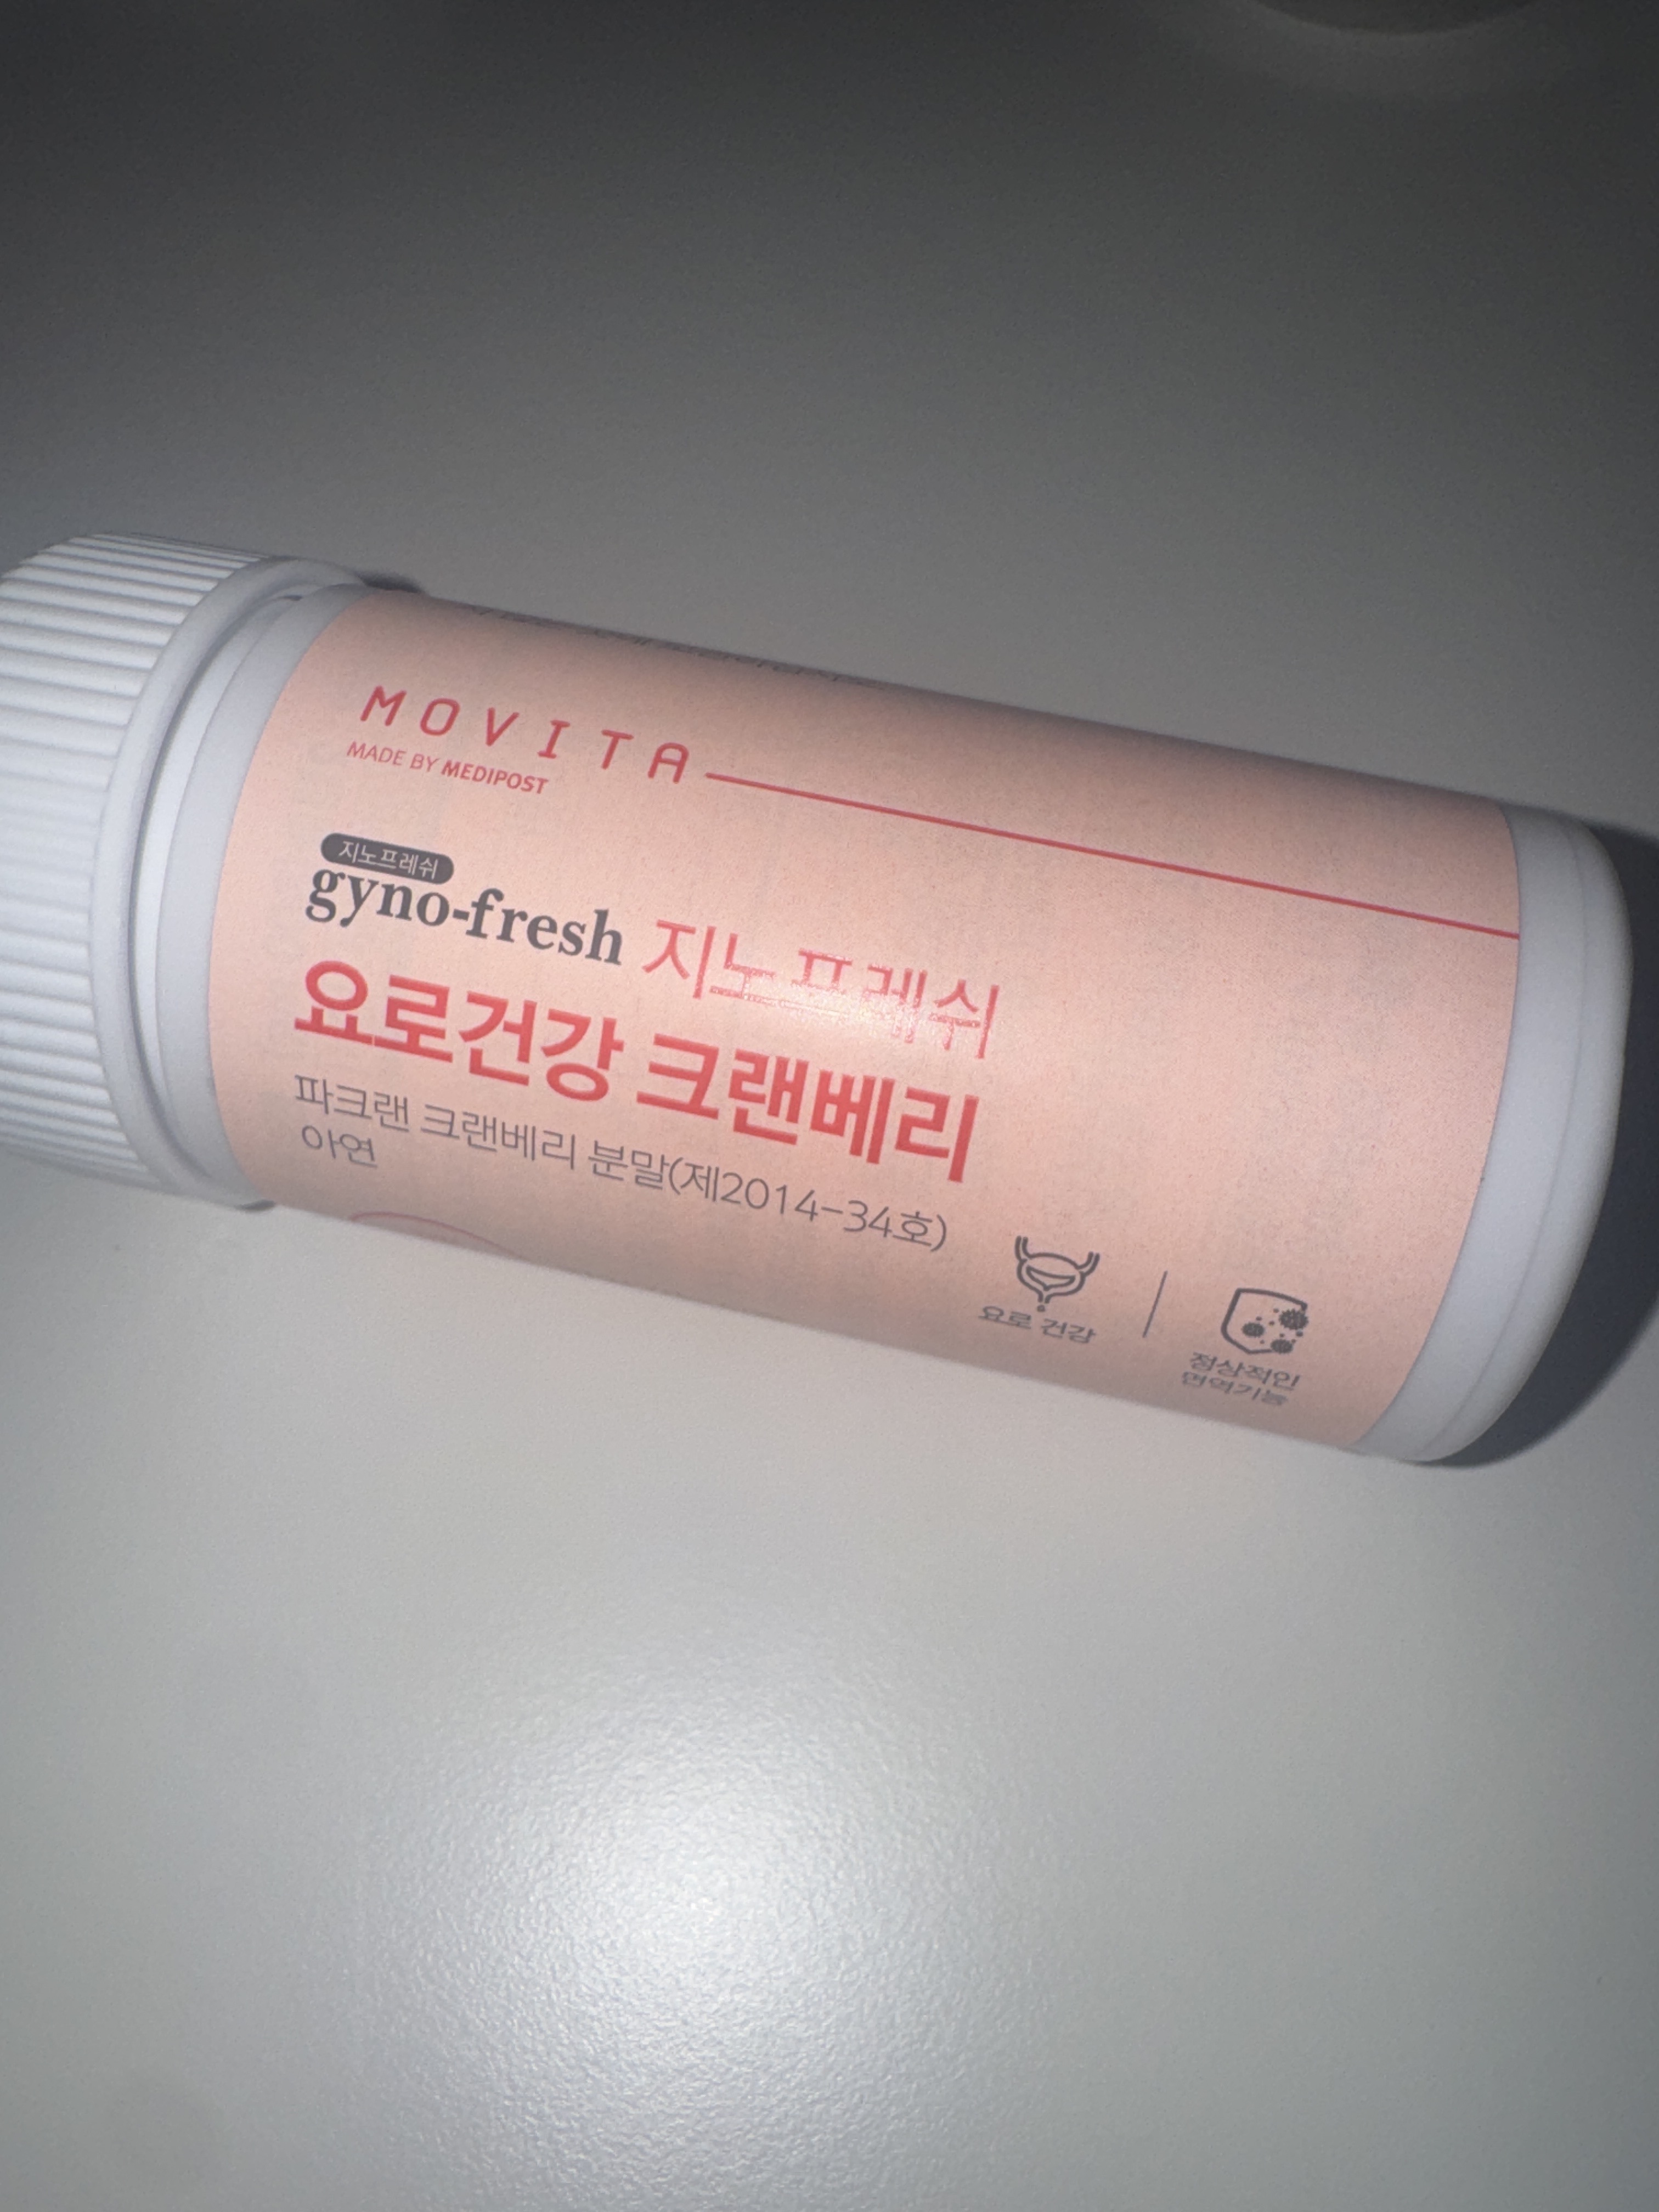 MOVITA
MADE BY MEDIPOST
지노프레쉬
gyno-fresh 지노프레쉬
요로건강 크랜베리
파크랜 크랜베리 분말(제2014-34호)
아연
요로 건강
정상적인
면역기능